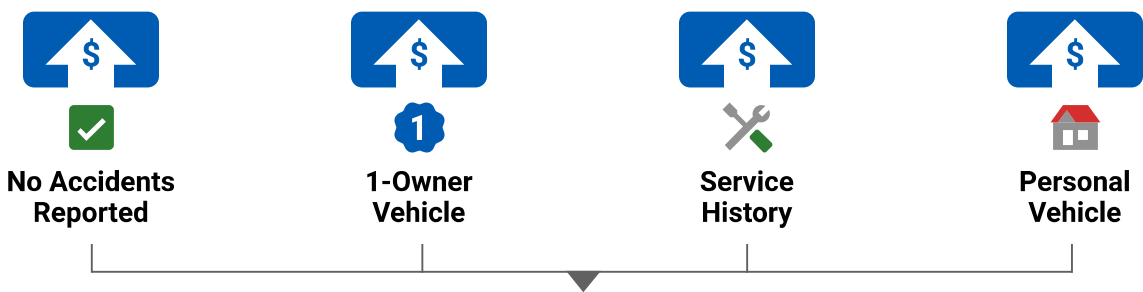 $ $ $ $
1
No Accidents
Reported
1-Owner
Vehicle
Service
History
Personal
Vehicle